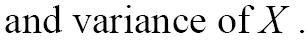 and variance of X .